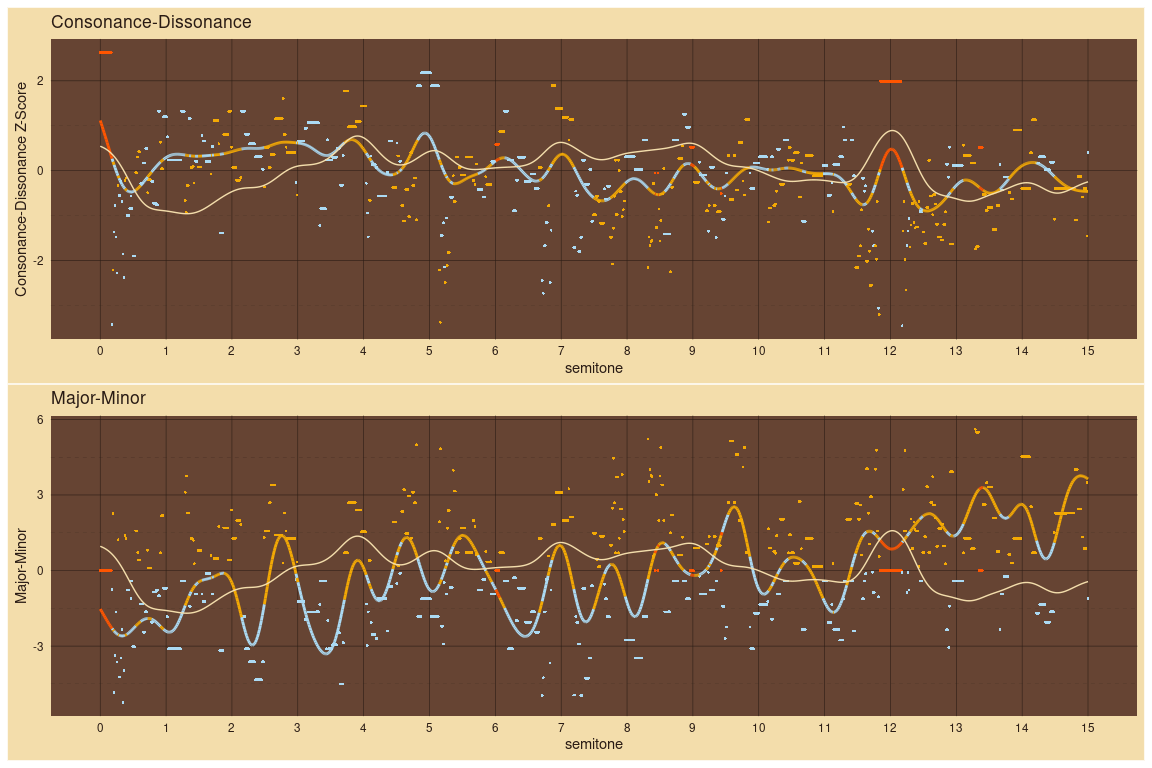 Consonance-Dissonance
Consonance-Dissonance Z-Score
2
0
-2
0 1 2 3 4 5 6 7 8 9 10 11 12 13 14 15
semitone
Major-Minor
Major-Minor
6
3
0
-3
0 1 2 3 4 5 6 7 8 9 10 11 12 13 14 15
semitone